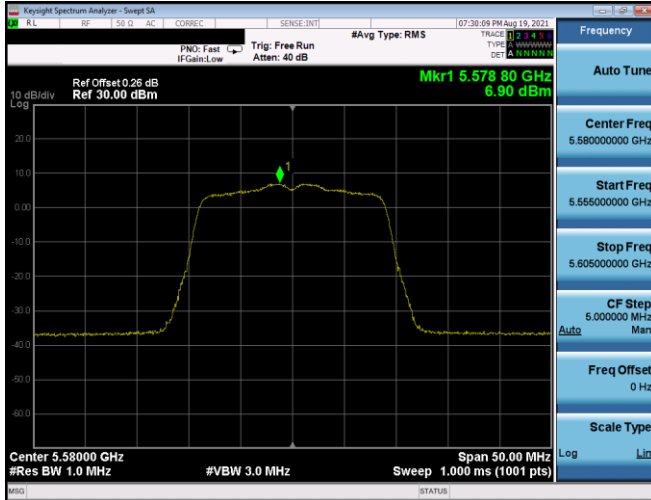 Keysight Spectrum Analyzer - Swept SA
RL RF 50 Ω AC CORREC SENSE:INT 07:30:09 PM Aug 19, 2021
#Avg Type: RMS
TRACE 1 2 3 4 5 6
TYPE A WWWWW
DET A N N N N N
PNO: Fast Trig: Free Run
IFGain:Low Atten: 40 dB
Mkr1 5.578 80 GHz
6.90 dBm
Ref Offset 0.26 dB
10 dB/div Ref 30.00 dBm
Log
20.0
10.0
0.00
-10.0
-20.0
-30.0
-40.0
-50.0
-60.0
1
Center 5.58000 GHz Span 50.00 MHz
#Res BW 1.0 MHz #VBW 3.0 MHz Sweep 1.000 ms (1001 pts)
MSG STATUS
Frequency
Auto Tune
Center Freq
5.580000000 GHz
Start Freq
5.555000000 GHz
Stop Freq
5.605000000 GHz
CF Step
5.000000 MHz
Auto Man
Freq Offset
0 Hz
Scale Type
Log Lin